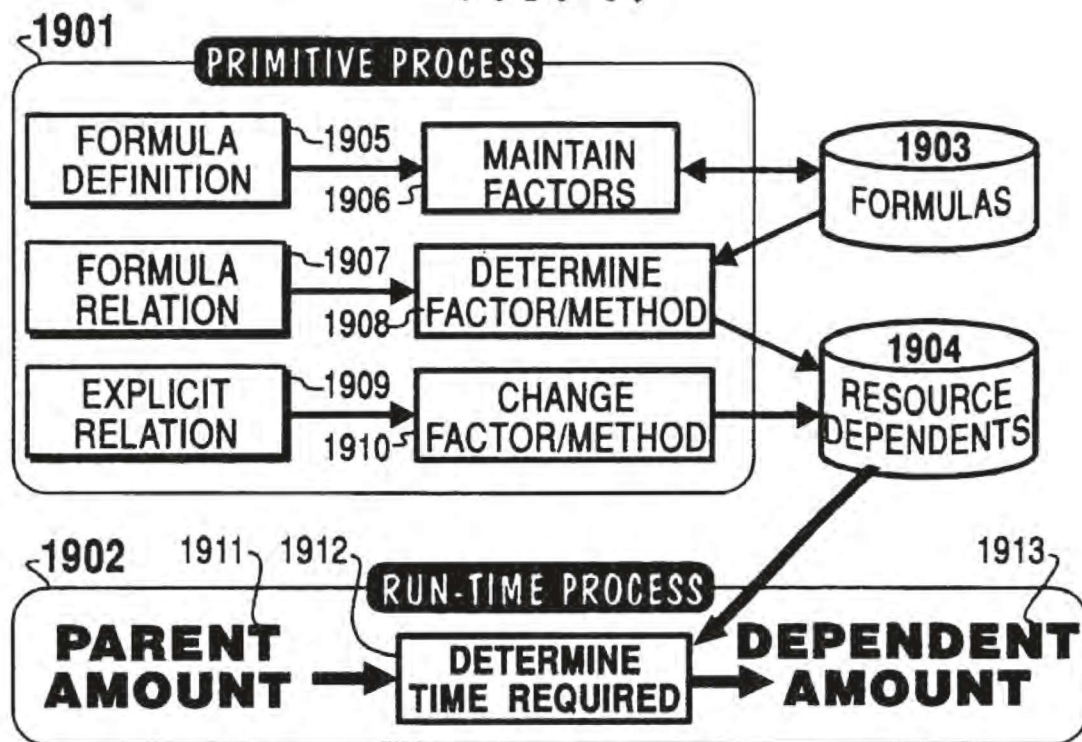 1901
PRIMITIVE PROCESS
FORMULA
DEFINITION
1905
1906
MAINTAIN
FACTORS
1903
FORMULAS
FORMULA
RELATION
1907
1908
DETERMINE
FACTOR/METHOD
EXPLICIT
RELATION
1909
1910
CHANGE
FACTOR/METHOD
1904
RESOURCE
DEPENDENTS
1902
1911
1912
RUN-TIME PROCESS
1913
PARENT
AMOUNT
DETERMINE
TIME REQUIRED
DEPENDENT
AMOUNT